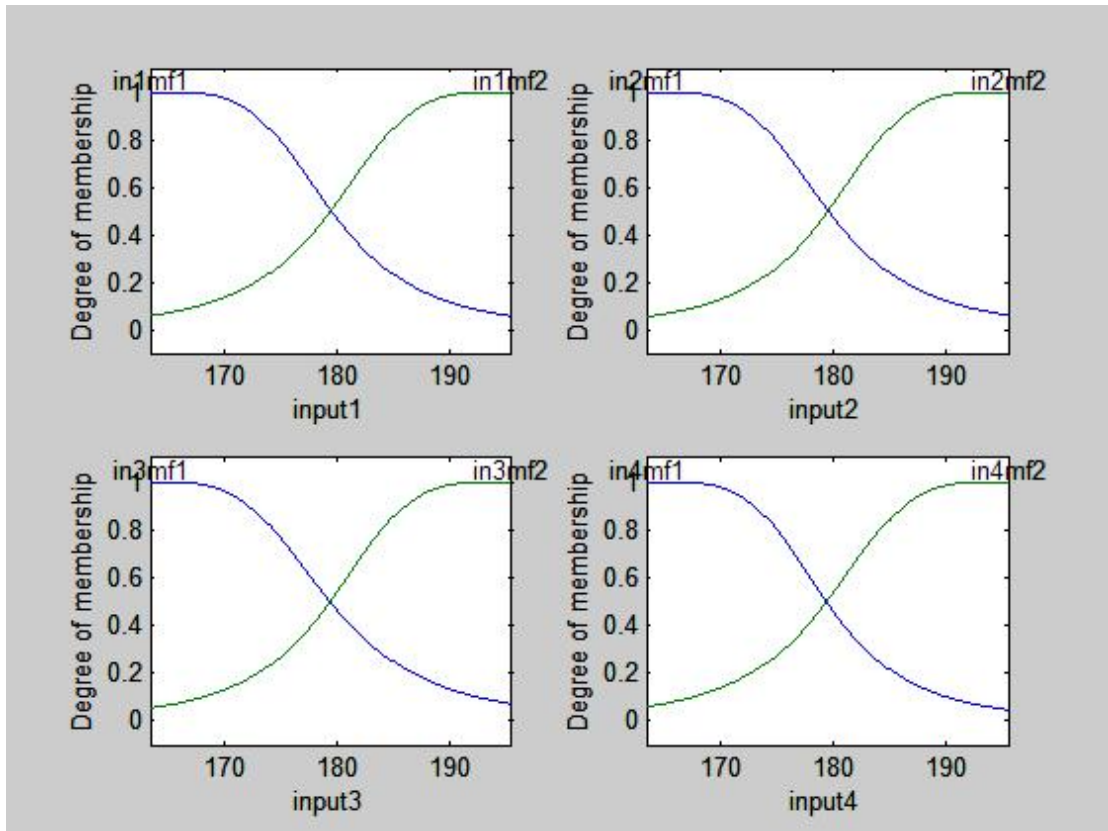 in1mf1 in1mf2
Degree of membership
1
0.8
0.6
0.4
0.2
0
170 180 190
input1
in2mf1 in2mf2
Degree of membership
1
0.8
0.6
0.4
0.2
0
170 180 190
input2
in3mf1 in3mf2
Degree of membership
1
0.8
0.6
0.4
0.2
0
170 180 190
input3
in4mf1 in4mf2
Degree of membership
1
0.8
0.6
0.4
0.2
0
170 180 190
input4